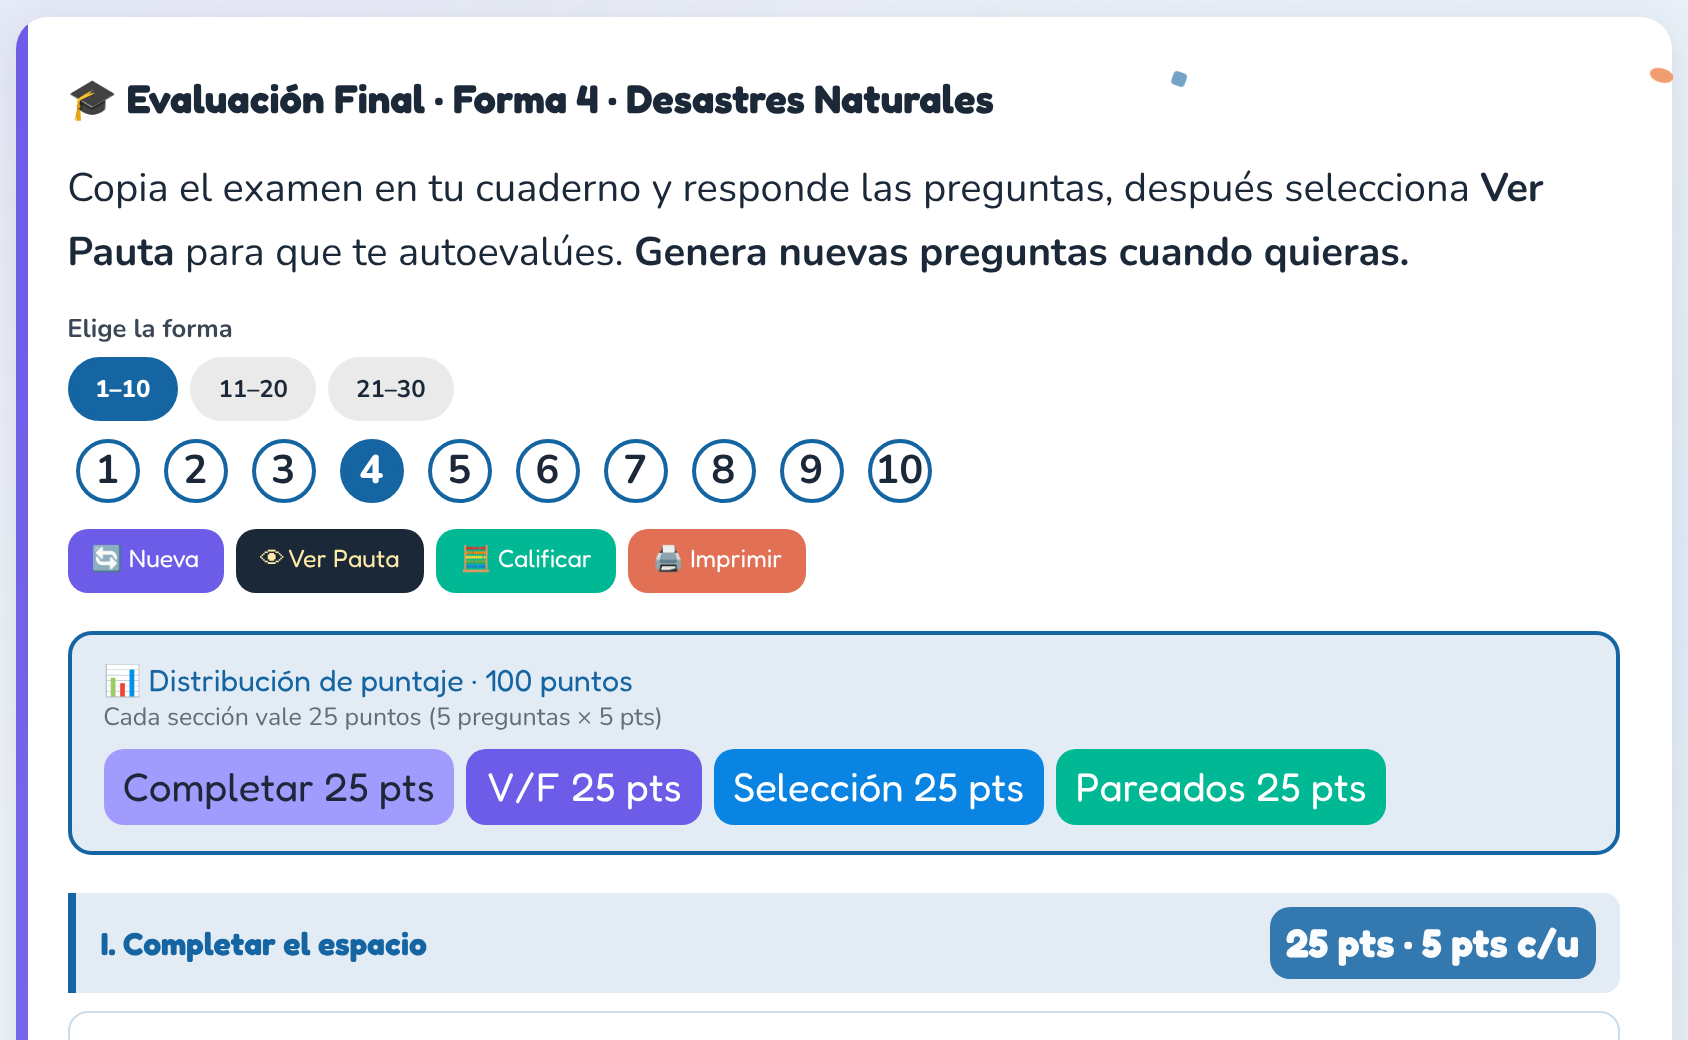 🎓 Evaluación Final · Forma 4 · Desastres Naturales
Copia el examen en tu cuaderno y responde las preguntas, después selecciona Ver
Pauta para que te autoevalúes. Genera nuevas preguntas cuando quieras.
Elige la forma
1–10 11–20 21–30
1 2 3 4 5 6 7 8 9 10
🔄 Nueva 👁 Ver Pauta 🧮 Calificar 🖨️ Imprimir
📊 Distribución de puntaje · 100 puntos
Cada sección vale 25 puntos (5 preguntas × 5 pts)
Completar 25 pts V/F 25 pts Selección 25 pts Pareados 25 pts
I. Completar el espacio 25 pts · 5 pts c/u